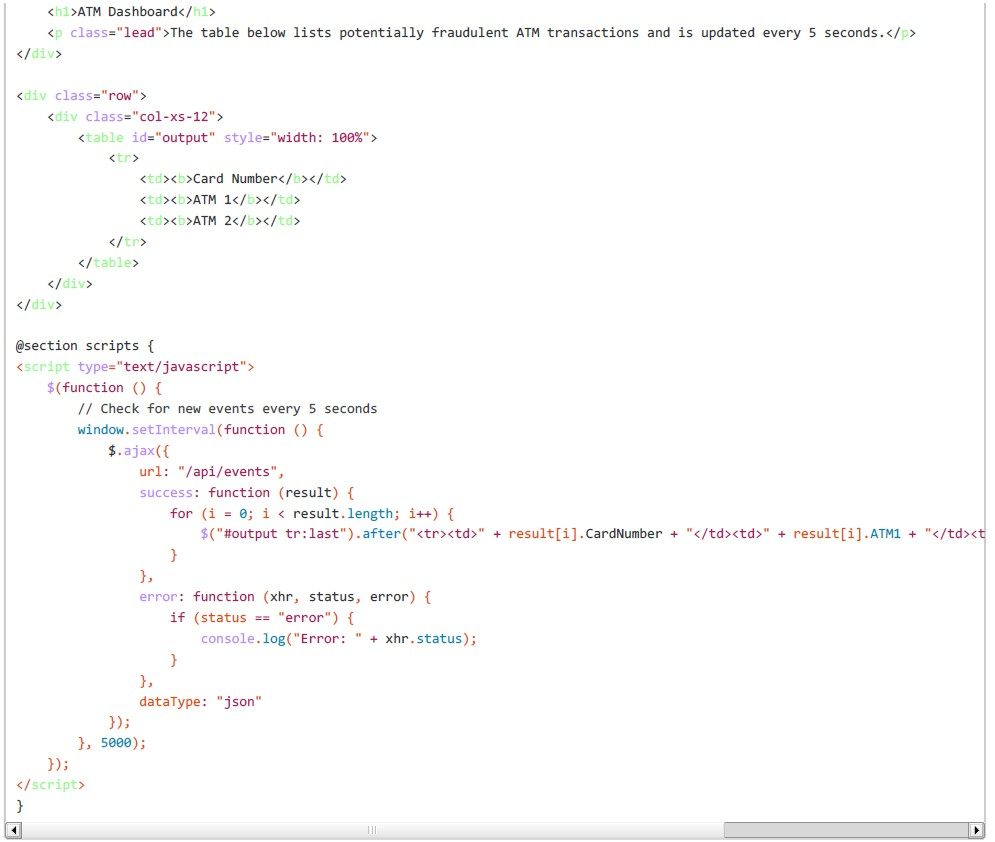 <h1>ATM Dashboard</h1>
    <p class="lead">The table below lists potentially fraudulent ATM transactions and is updated every 5 seconds.</p>
</div>

<div class="row">
    <div class="col-xs-12">
        <table id="output" style="width: 100%">
            <tr>
                <td><b>Card Number</b></td>
                <td><b>ATM 1</b></td>
                <td><b>ATM 2</b></td>
            </tr>
        </table>
    </div>
</div>

@section scripts {
<script type="text/javascript">
    $(function () {
        // Check for new events every 5 seconds
        window.setInterval(function () {
            $.ajax({
                url: "/api/events",
                success: function (result) {
                    for (i = 0; i < result.length; i++) {
                        $("#output tr:last").after("<tr><td>" + result[i].CardNumber + "</td><td>" + result[i].ATM1 + "</td><t
                    }
                },
                error: function (xhr, status, error) {
                    if (status == "error") {
                        console.log("Error: " + xhr.status);
                    }
                },
                dataType: "json"
            });
        }, 5000);
    });
</script>
}